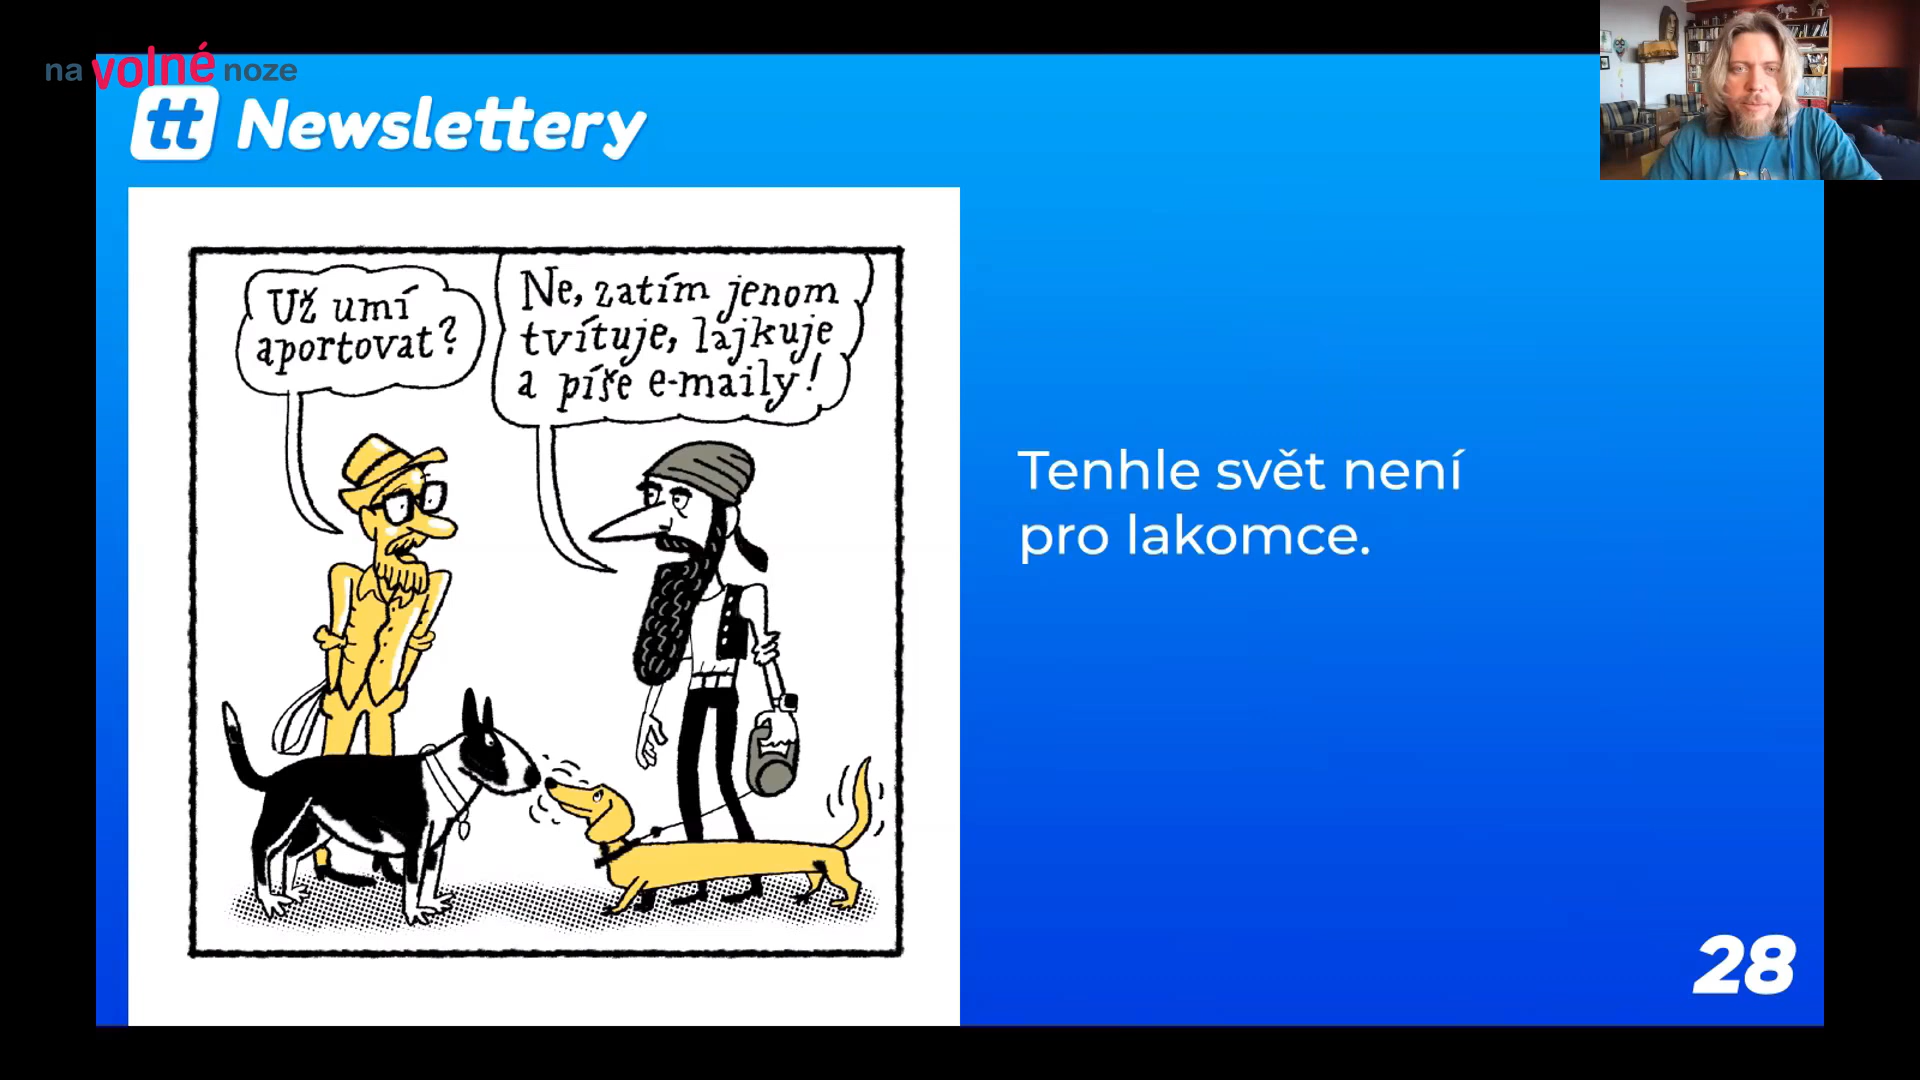 na volné noze
tt Newslettery
Už umí
aportovat?
Ne, zatím jenom
tvítuje, lajkuje
a píše e-maily!
Tenhle svět není
pro lakomce.
28